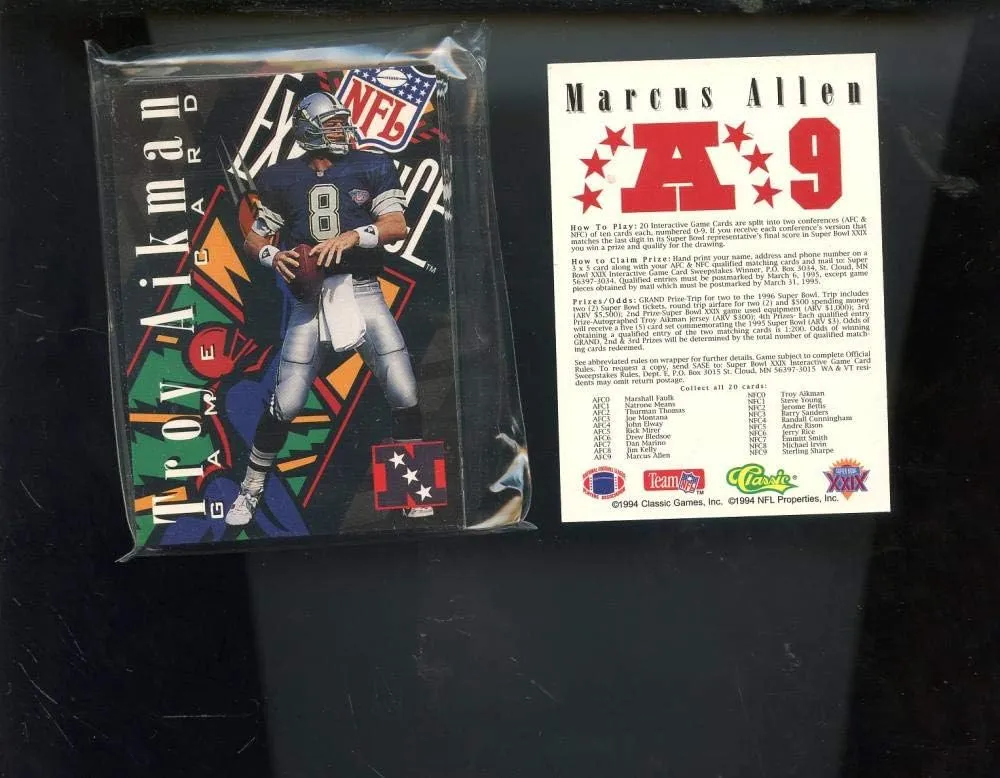 Troy Aikman
GAME CARD
NFL
EXPERIENCE
TM
8
N
Marcus Allen
A 9
How To Play: 20 Interactive Game Cards are split into two conferences (AFC &
NFC) of ten cards each, numbered 0-9. If you receive each conference's version that
matches the last digit in its Super Bowl representative's final score in Super Bowl XXIX
you win a prize and qualify for the drawing.
How to Claim Prize: Hand print your name, address and phone number on a
3 x 5 card along with your AFC & NFC qualified matching cards and mail to: Super
Bowl XXIX Interactive Game Card Sweepstakes Winner, P.O. Box 3034, St. Cloud, MN
56397-3034. Qualified entries must be postmarked by March 6, 1995, except game
pieces obtained by mail which must be postmarked by March 31, 1995.
Prizes/Odds: GRAND Prize-Trip for two to the 1996 Super Bowl. Trip includes
two (2) Super Bowl tickets, round trip airfare for two (2) and $500 spending money
(ARV $5,500); 2nd Prize-Super Bowl XXIX game used equipment (ARV $1,000); 3rd
Prize-Autographed Troy Aikman jersey (ARV $300); 4th Prizes- Each qualified entry
will receive a five (5) card set commemorating the 1995 Super Bowl (ARV $3). Odds of
obtaining a qualified entry of the two matching cards is 1:200. Odds of winning
GRAND, 2nd & 3rd Prizes will be determined by the total number of qualified match-
ing cards redeemed.
See abbreviated rules on wrapper for further details. Game subject to complete Official
Rules. To request a copy, send SASE to: Super Bowl XXIX Interactive Game Card
Sweepstakes Rules, Dept. E, P.O. Box 3015 St. Cloud, MN 56397-3015 WA & VT resi-
dents may omit return postage.
Collect all 20 cards:
AFC0 Marshall Faulk NFC0 Troy Aikman
AFC1 Natrone Means NFC1 Steve Young
AFC2 Thurman Thomas NFC2 Jerome Bettis
AFC3 Joe Montana NFC3 Barry Sanders
AFC4 John Elway NFC4 Randall Cunningham
AFC5 Rick Mirer NFC5 Andre Rison
AFC6 Drew Bledsoe NFC6 Jerry Rice
AFC7 Dan Marino NFC7 Emmitt Smith
AFC8 Jim Kelly NFC8 Michael Irvin
AFC9 Marcus Allen NFC9 Sterling Sharpe
Team NFL TM Classic® SUPER BOWL XXIX
©1994 Classic Games, Inc. ©1994 NFL Properties, Inc.